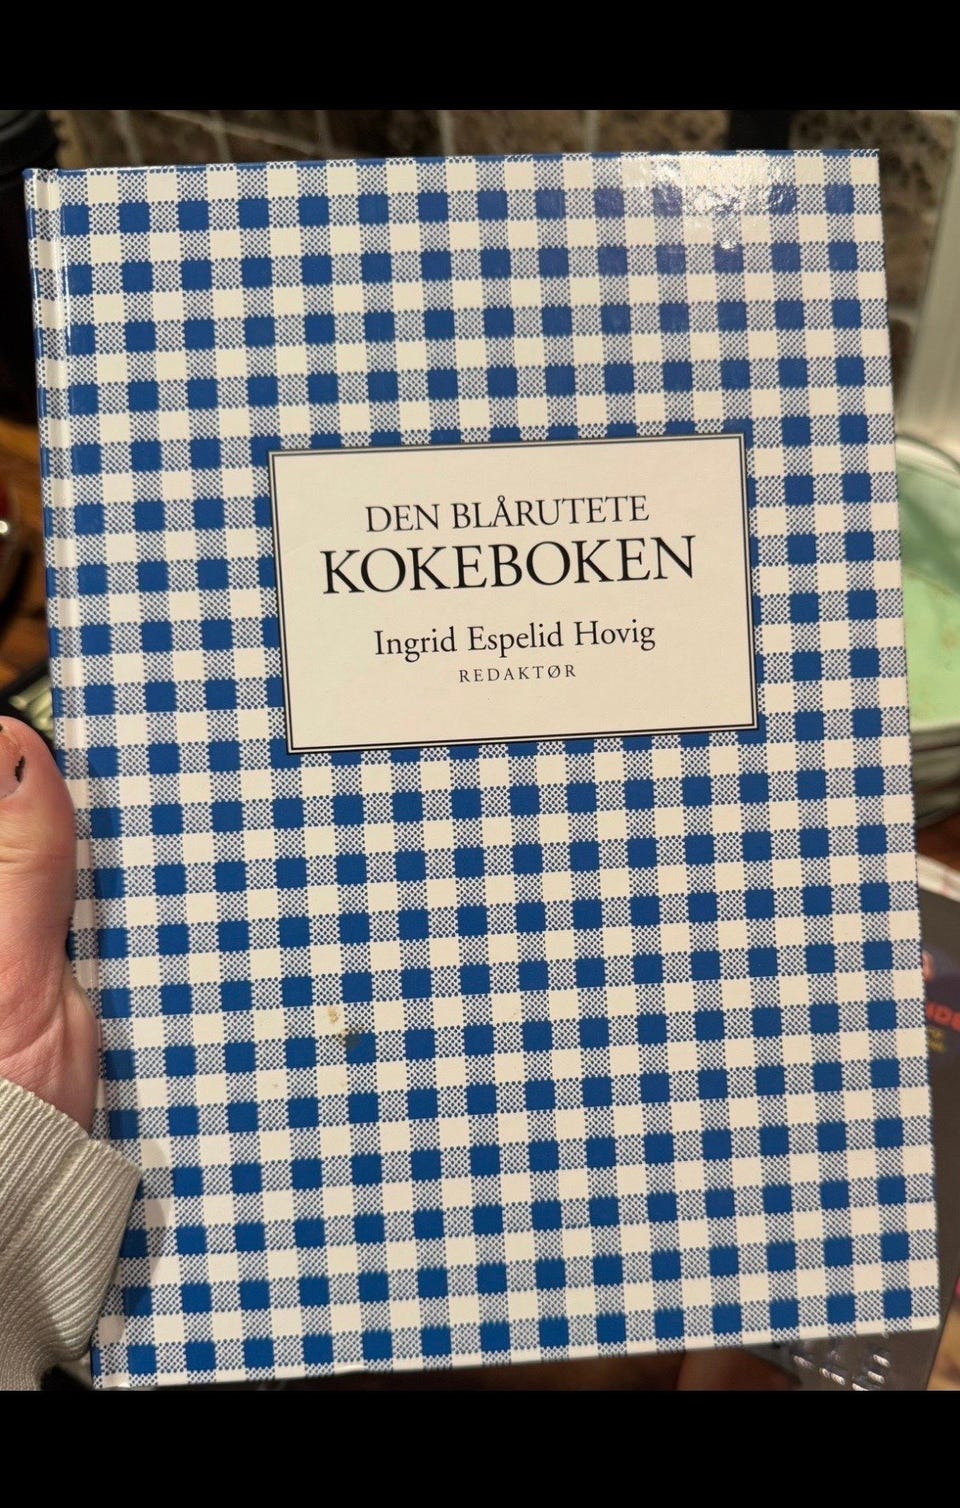 DEN BLÅRUTETE
KOKEBOKEN
Ingrid Espelid Hovig
REDAKTØR